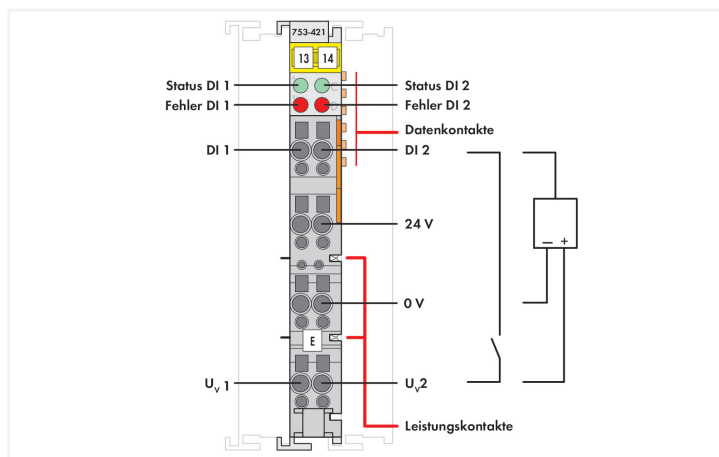 753-421
13 14
Status DI 1
Status DI 2
Fehler DI 1
Fehler DI 2
Datenkontakte
DI 1
DI 2
24 V
0 V
E
Uv 1
Uv2
Leistungskontakte
— +